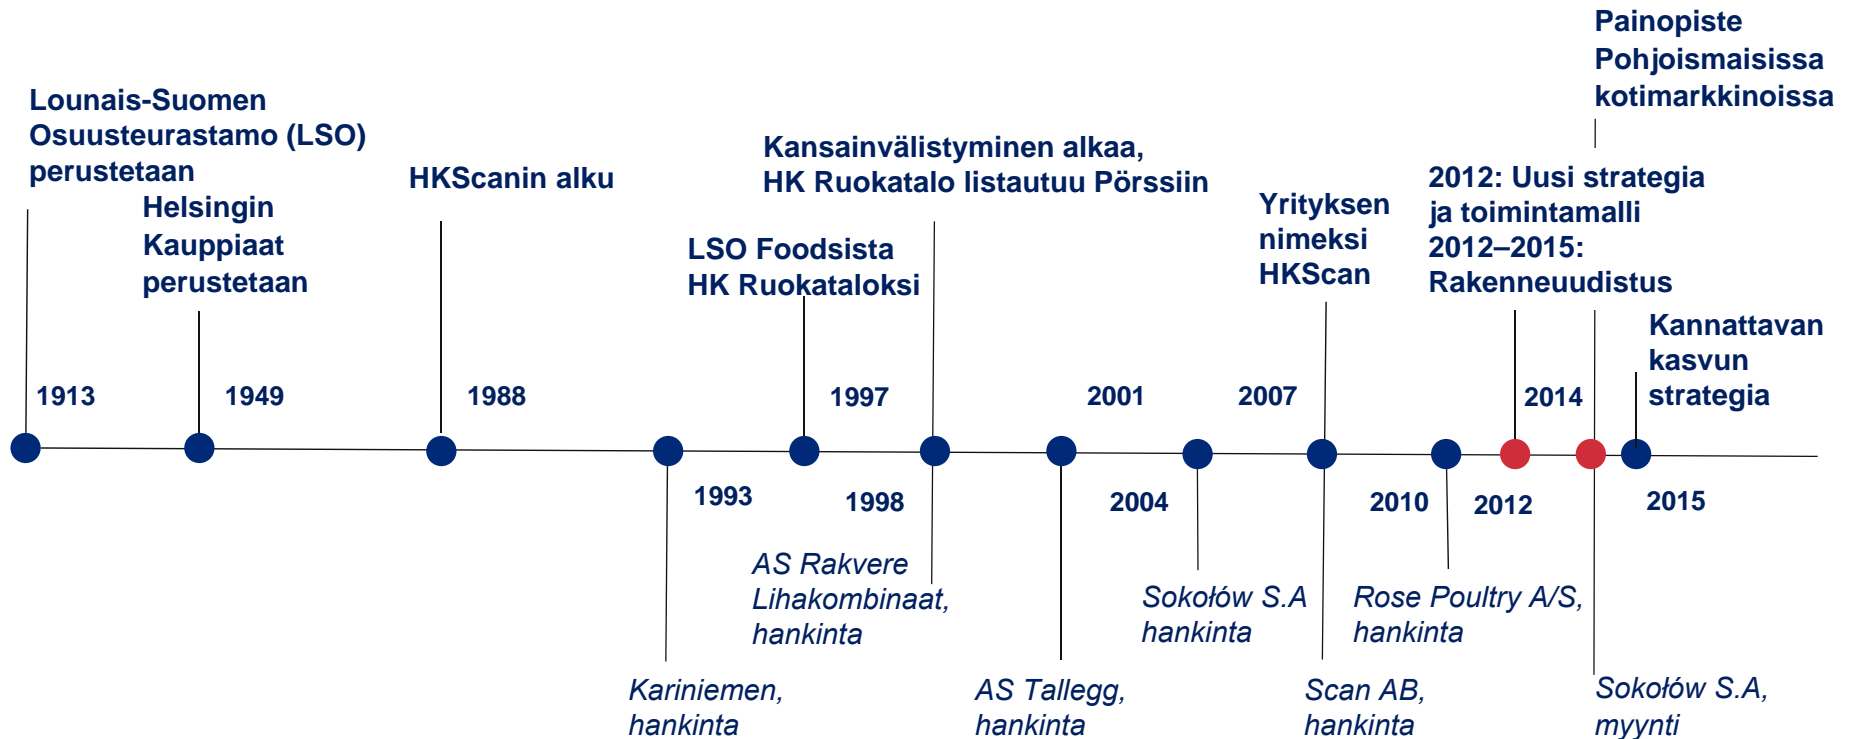 Painopiste
Pohjoismaisissa
kotimarkkinoissa
Lounais-Suomen
Osuusteurastamo (LSO)
perustetaan
Helsingin
Kauppiaat
perustetaan
HKScanin alku
LSO Foodsista
HK Ruokataloksi
Kansainvälistyminen alkaa,
HK Ruokatalo listautuu Pörssiin
Yrityksen
nimeksi
HKScan
2012: Uusi strategia
ja toimintamalli
2012–2015:
Rakenneuudistus
Kannattavan
kasvun
strategia
1913
1949
1988
1997
2001
2007
2014
1993
1998
2004
2010
2012
2015
AS Rakvere
Lihakombinaat,
hankinta
Sokołów S.A
hankinta
Rose Poultry A/S,
hankinta
Kariniemen,
hankinta
AS Tallegg,
hankinta
Scan AB,
hankinta
Sokołów S.A,
myynti